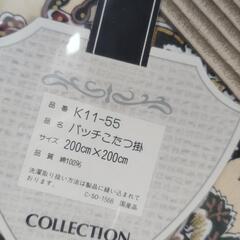 品番 K11-55
品名 パッチこたつ掛
サイズ 200cm×200cm
品質 綿100%
洗濯取り扱い方法は製品に縫い込まれて
おります。
C-SO-1568 国産品
COLLECTION